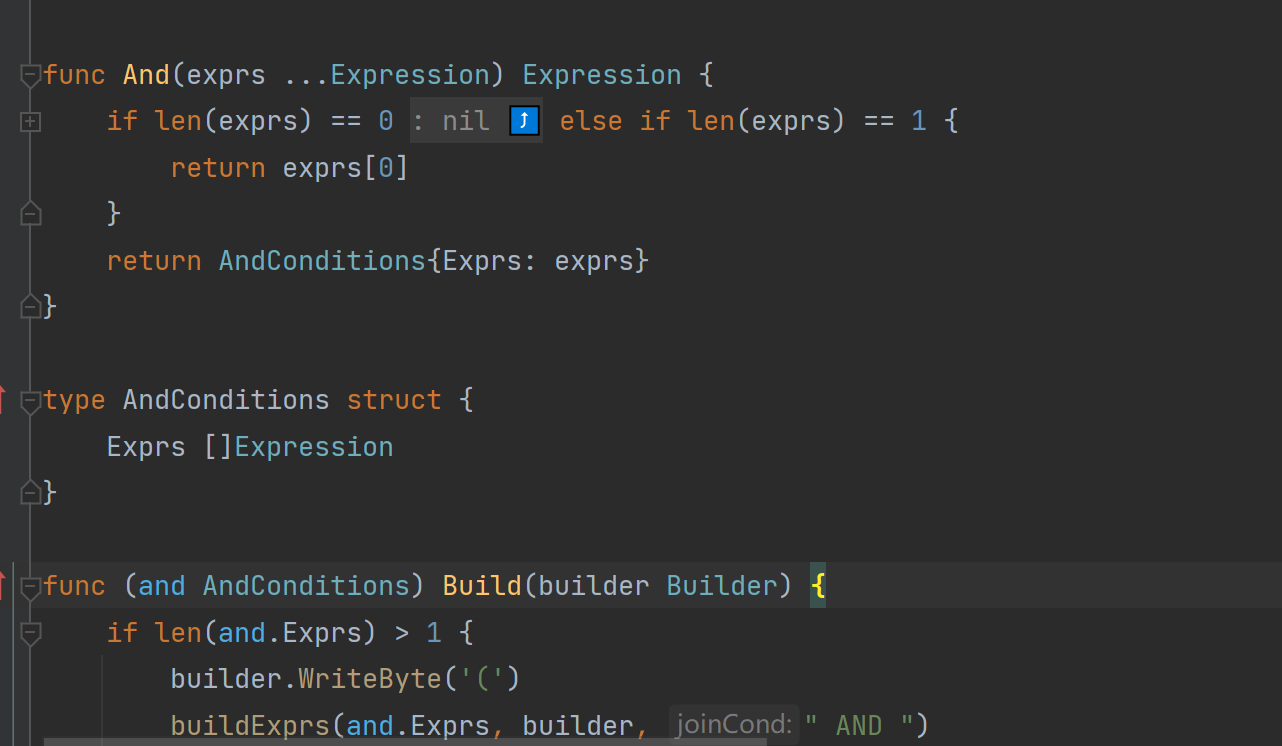 func And(exprs ...Expression) Expression {
    if len(exprs) == 0 : nil ⤴ else if len(exprs) == 1 {
        return exprs[0]
    }
    return AndConditions{Exprs: exprs}
}
type AndConditions struct {
    Exprs []Expression
}
func (and AndConditions) Build(builder Builder) {
    if len(and.Exprs) > 1 {
        builder.WriteByte('(')
        buildExprs(and.Exprs, builder, joinCond: " AND ")